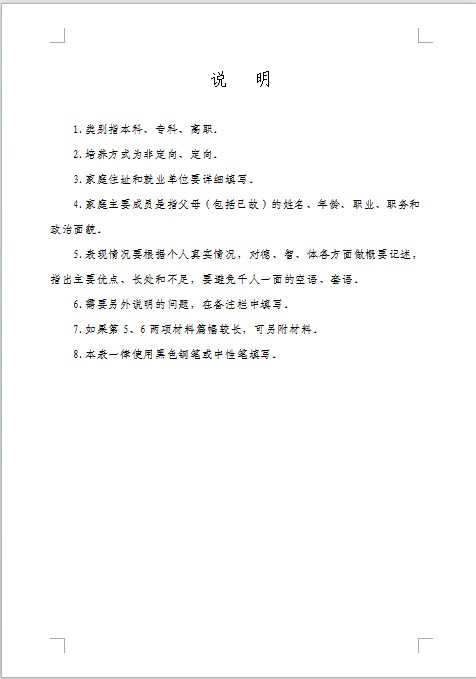 说 明
1. 类别指本科、专科、高职。
2. 培养方式为非定向、定向。
3. 家庭住址和就业单位要详细填写。
4. 家庭主要成员是指父母（包括已故）的姓名、年龄、职业、职务和
政治面貌。
5. 表现情况要根据个人真实情况，对德、智、体各方面做概要记述，
指出主要优点、长处和不足，要避免千人一面的空语、套语。
6. 需要另外说明的问题，在备注栏中填写。
7. 如果第 5、6 两项材料篇幅较长，可另附材料。
8. 本表一律使用黑色钢笔或中性笔填写。